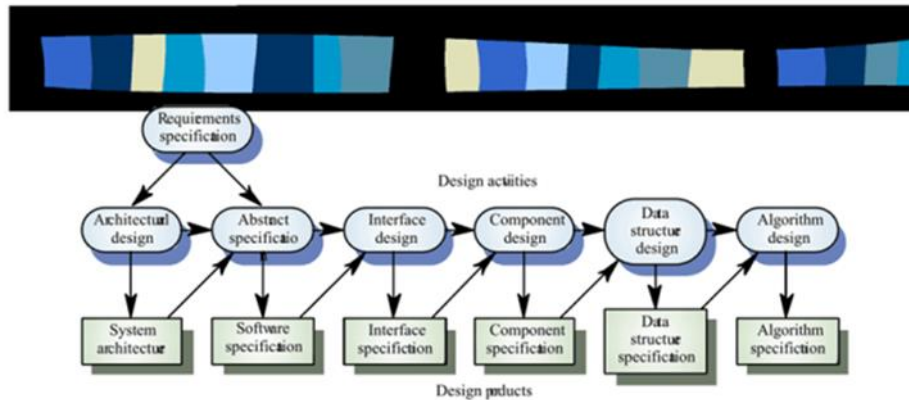 Requirements
specification
Design activities
Architectural
design
Abstract
specificatio
n
Interface
design
Component
design
Data
structure
design
Algorithm
design
System
architecture
Software
specification
Interface
specification
Component
specification
Data
structure
specification
Algorithm
specification
Design products